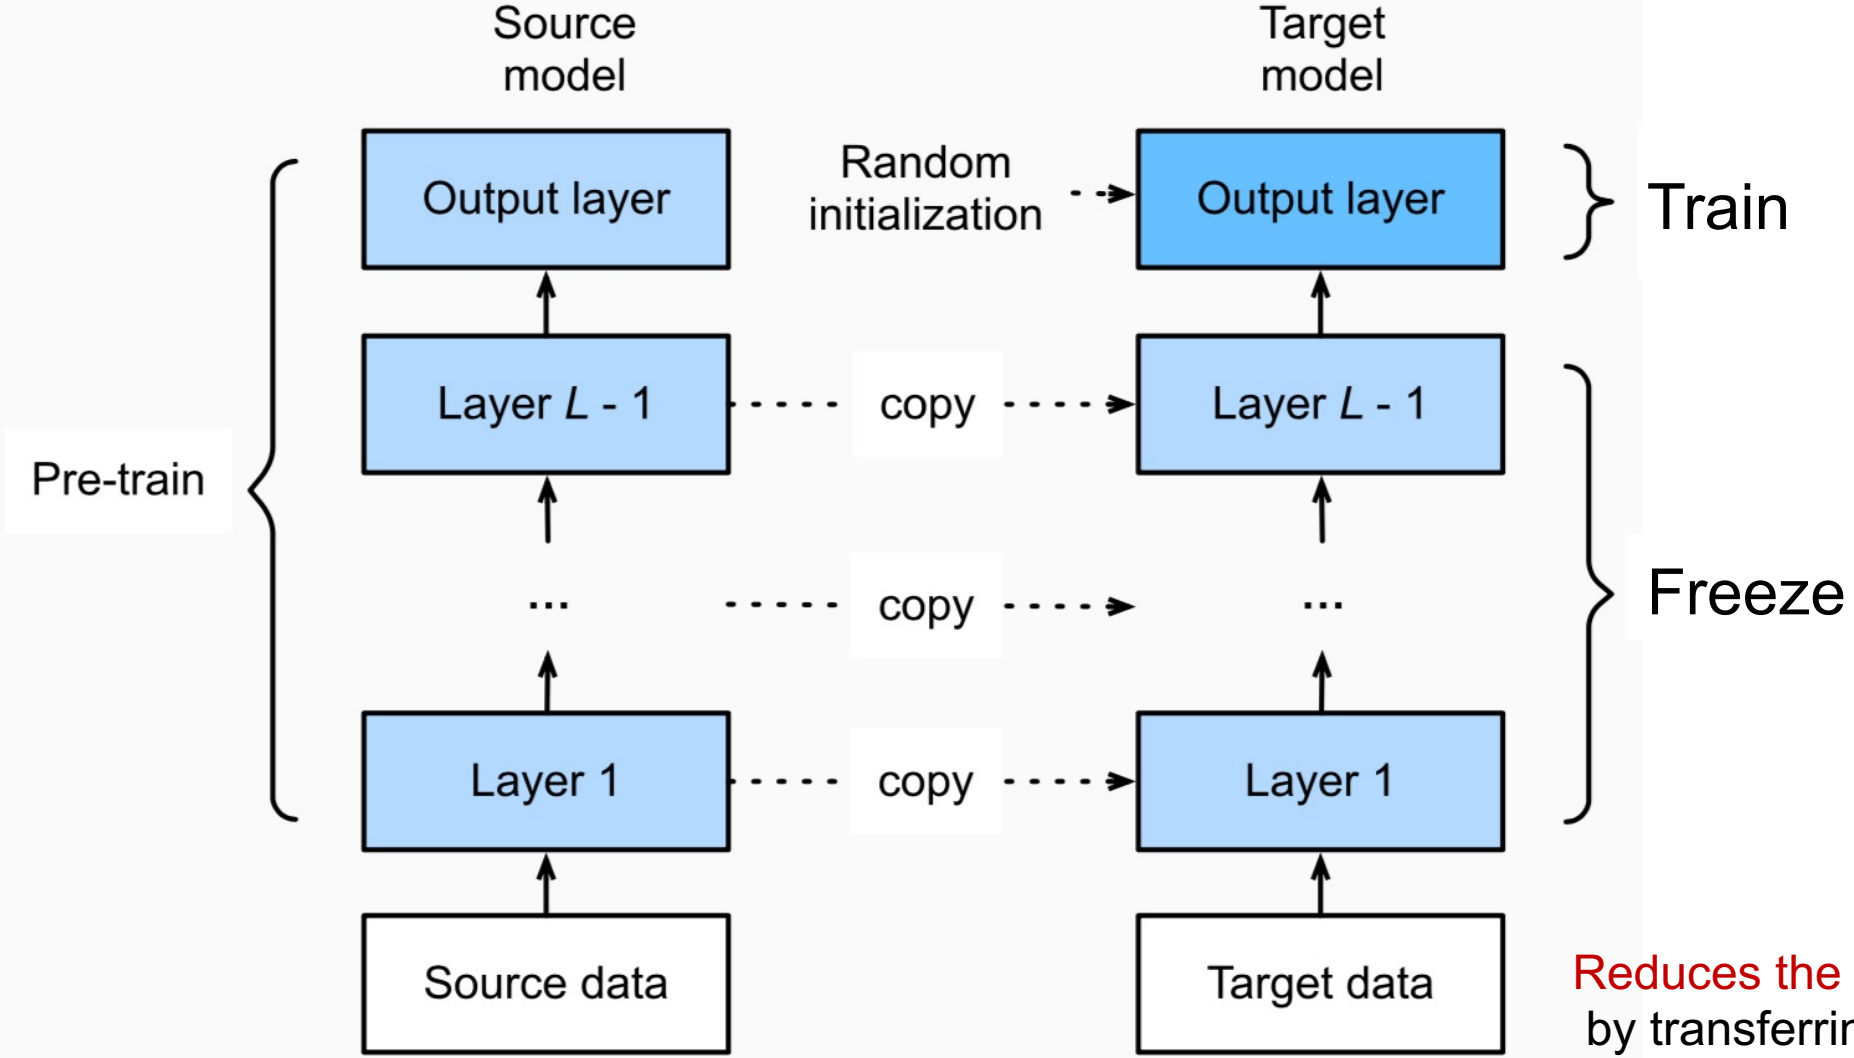 Source
model
Target
model
Output layer
Random
initialization
Output layer
Train
Layer L - 1
copy
Layer L - 1
Pre-train
...
copy
...
Freeze
Layer 1
copy
Layer 1
Source data
Target data
Reduces the
by